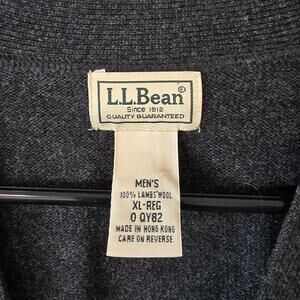 L.L.Bean®
Since 1912
QUALITY GUARANTEED
MEN'S
100% LAMBS WOOL
XL-REG
0 QY82
MADE IN HONG KONG
CARE ON REVERSE